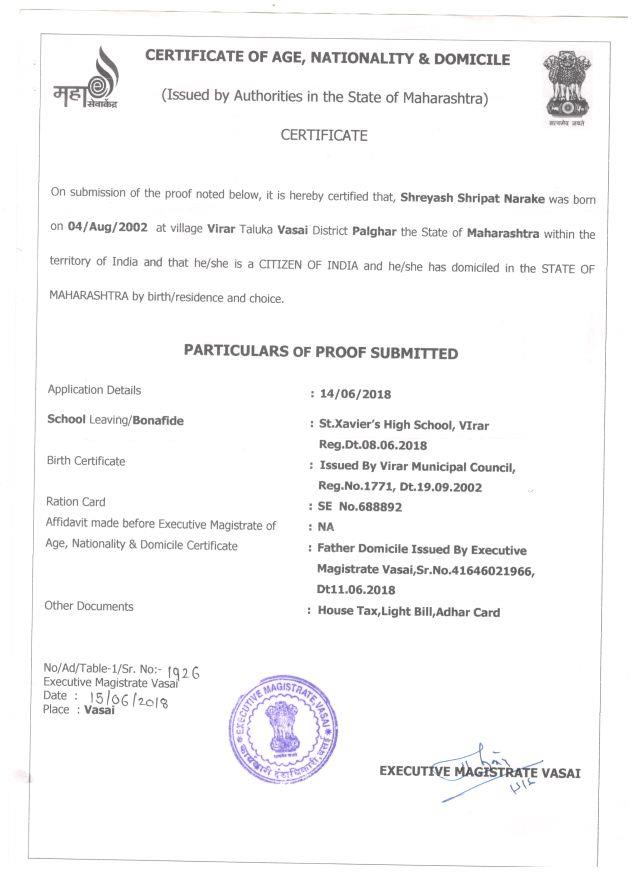 CERTIFICATE OF AGE, NATIONALITY & DOMICILE
महा
सेवाकेंद्र
(Issued by Authorities in the State of Maharashtra)
सत्यमेव जयते
CERTIFICATE
On submission of the proof noted below, it is hereby certified that, Shreyash Shripat Narake was born
on 04/Aug/2002 at village Virar Taluka Vasai District Palghar the State of Maharashtra within the
territory of India and that he/she is a CITIZEN OF INDIA and he/she has domiciled in the STATE OF
MAHARASHTRA by birth/residence and choice.
PARTICULARS OF PROOF SUBMITTED
Application Details : 14/06/2018
School Leaving/Bonafide : St.Xavier's High School, VIrar
Reg.Dt.08.06.2018
Birth Certificate : Issued By Virar Municipal Council,
Reg.No.1771, Dt.19.09.2002
Ration Card : SE No.688892
Affidavit made before Executive Magistrate of : NA
Age, Nationality & Domicile Certificate : Father Domicile Issued By Executive
Magistrate Vasai,Sr.No.41646021966,
Dt11.06.2018
Other Documents : House Tax,Light Bill,Adhar Card
No/Ad/Table-1/Sr. No:- 1926
Executive Magistrate Vasai
Date : 15/06/2018
Place : Vasai
EXECUTIVE MAGISTRATE VASAI
कार्यकारी दंडाधिकारी, वसई
EXECUTIVE MAGISTRATE VASAI